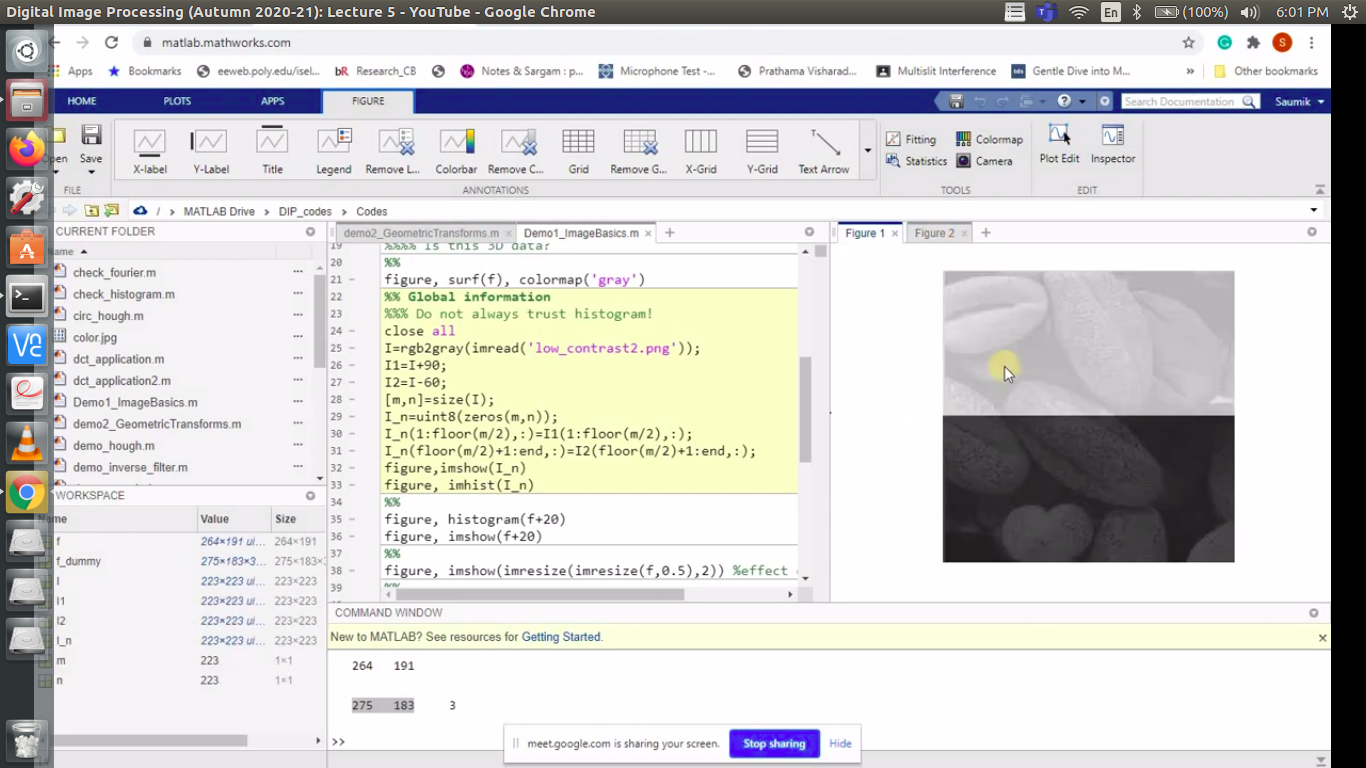 Digital Image Processing (Autumn 2020-21): Lecture 5 - YouTube - Google Chrome
En (100%) 6:01 PM
matlab.mathworks.com
Apps Bookmarks eeweb.poly.edu/isel... bR Research_CB Notes & Sargam : p... Microphone Test -... Prathama Visharad... Multislit Interference Gentle Dive into M... » Other bookmarks
HOME PLOTS APPS FIGURE Search Documentation Saumik
Fitting Colormap
Statistics Camera
Open Save X-label Y-Label Title Legend Remove L... Colorbar Remove C... Grid Remove G... X-Grid Y-Grid Text Arrow Plot Edit Inspector
FILE ANNOTATIONS TOOLS EDIT
/ MATLAB Drive DIP_codes Codes
CURRENT FOLDER
Name
check_fourier.m
check_histogram.m
circ_hough.m
color.jpg
dct_application.m
dct_application2.m
Demo1_ImageBasics.m
demo2_GeometricTransforms.m
demo_hough.m
demo_inverse_filter.m
WORKSPACE
Name Value Size
f 264×191 ui... 264×191
f_dummy 275×183×3... 275×183×
I 223×223 ui... 223×223
I1 223×223 ui... 223×223
I2 223×223 ui... 223×223
I_n 223×223 ui... 223×223
m 223 1×1
n 223 1×1
demo2_GeometricTransforms.m Demo1_ImageBasics.m
19 %%%% Is this 3D data?
20 %%
21 figure, surf(f), colormap('gray')
22 %% Global information
23 %%% Do not always trust histogram!
24 close all
25 I=rgb2gray(imread('low_contrast2.png'));
26 I1=I+90;
27 I2=I-60;
28 [m,n]=size(I);
29 I_n=uint8(zeros(m,n));
30 I_n(1:floor(m/2),:)=I1(1:floor(m/2),:);
31 I_n(floor(m/2)+1:end,:)=I2(floor(m/2)+1:end,:);
32 figure,imshow(I_n)
33 figure, imhist(I_n)
34 %%
35 figure, histogram(f+20)
36 figure, imshow(f+20)
37 %%
38 figure, imshow(imresize(imresize(f,0.5),2)) %effect
39 %%
Figure 1 Figure 2
COMMAND WINDOW
New to MATLAB? See resources for Getting Started.
264 191
275 183 3
>>
meet.google.com is sharing your screen. Stop sharing Hide